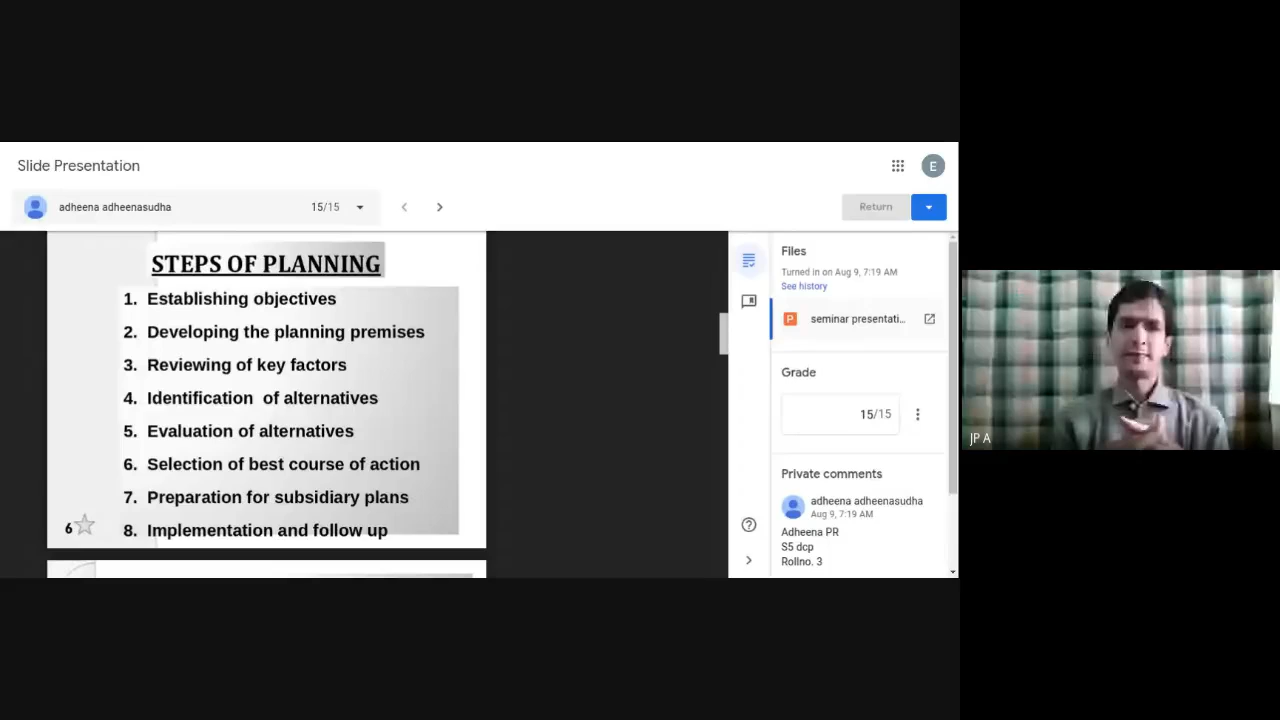 Slide Presentation
E
adheena adheenasudha
15/15
Return
STEPS OF PLANNING
1. Establishing objectives
2. Developing the planning premises
3. Reviewing of key factors
4. Identification of alternatives
5. Evaluation of alternatives
6. Selection of best course of action
7. Preparation for subsidiary plans
8. Implementation and follow up
6
Files
Turned in on Aug 9, 7:19 AM
See history
P
seminar presentati...
Grade
15/15
Private comments
adheena adheenasudha
Aug 9, 7:19 AM
Adheena PR
S5 dcp
Rollno. 3
JP A